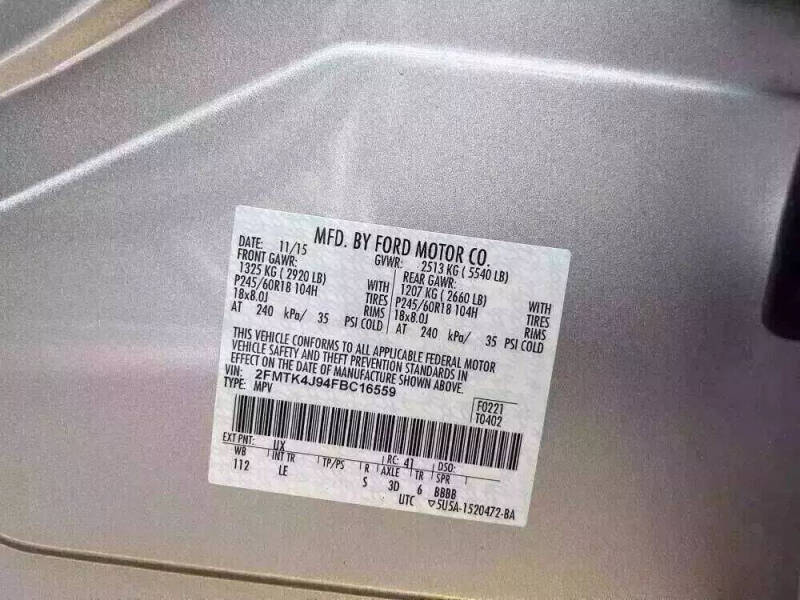 MFD. BY FORD MOTOR CO.
DATE: 11/15 GVWR: 2513 KG ( 5540 LB)
FRONT GAWR: REAR GAWR:
1325 KG ( 2920 LB) WITH 1207 KG ( 2660 LB) WITH
P245/60R18 104H TIRES P245/60R18 104H TIRES
18x8.0J RIMS 18x8.0J RIMS
AT 240 kPa/ 35 PSI COLD AT 240 kPa/ 35 PSI COLD
THIS VEHICLE CONFORMS TO ALL APPLICABLE FEDERAL MOTOR
VEHICLE SAFETY AND THEFT PREVENTION STANDARDS IN
EFFECT ON THE DATE OF MANUFACTURE SHOWN ABOVE.
VIN: 2FMTK4J94FBC16559
TYPE: MPV
F0221
T0402
EXT PNT: UX RC: 41 DSO:
WB INT TR TP/PS R AXLE TR SPR
112 LE S 3D 6 BBBB
UTC ▽5U5A-1520472-BA